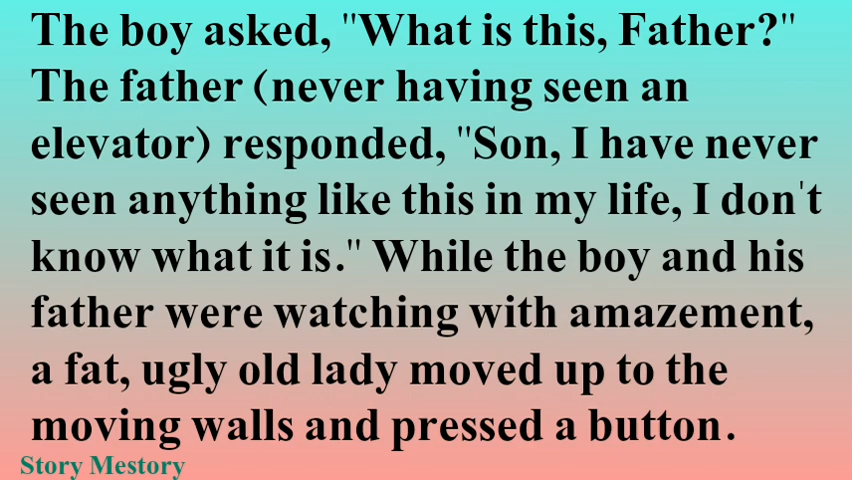 The boy asked, "What is this, Father?"
The father (never having seen an
elevator) responded, "Son, I have never
seen anything like this in my life, I don't
know what it is." While the boy and his
father were watching with amazement,
a fat, ugly old lady moved up to the
moving walls and pressed a button.
Story Mestory